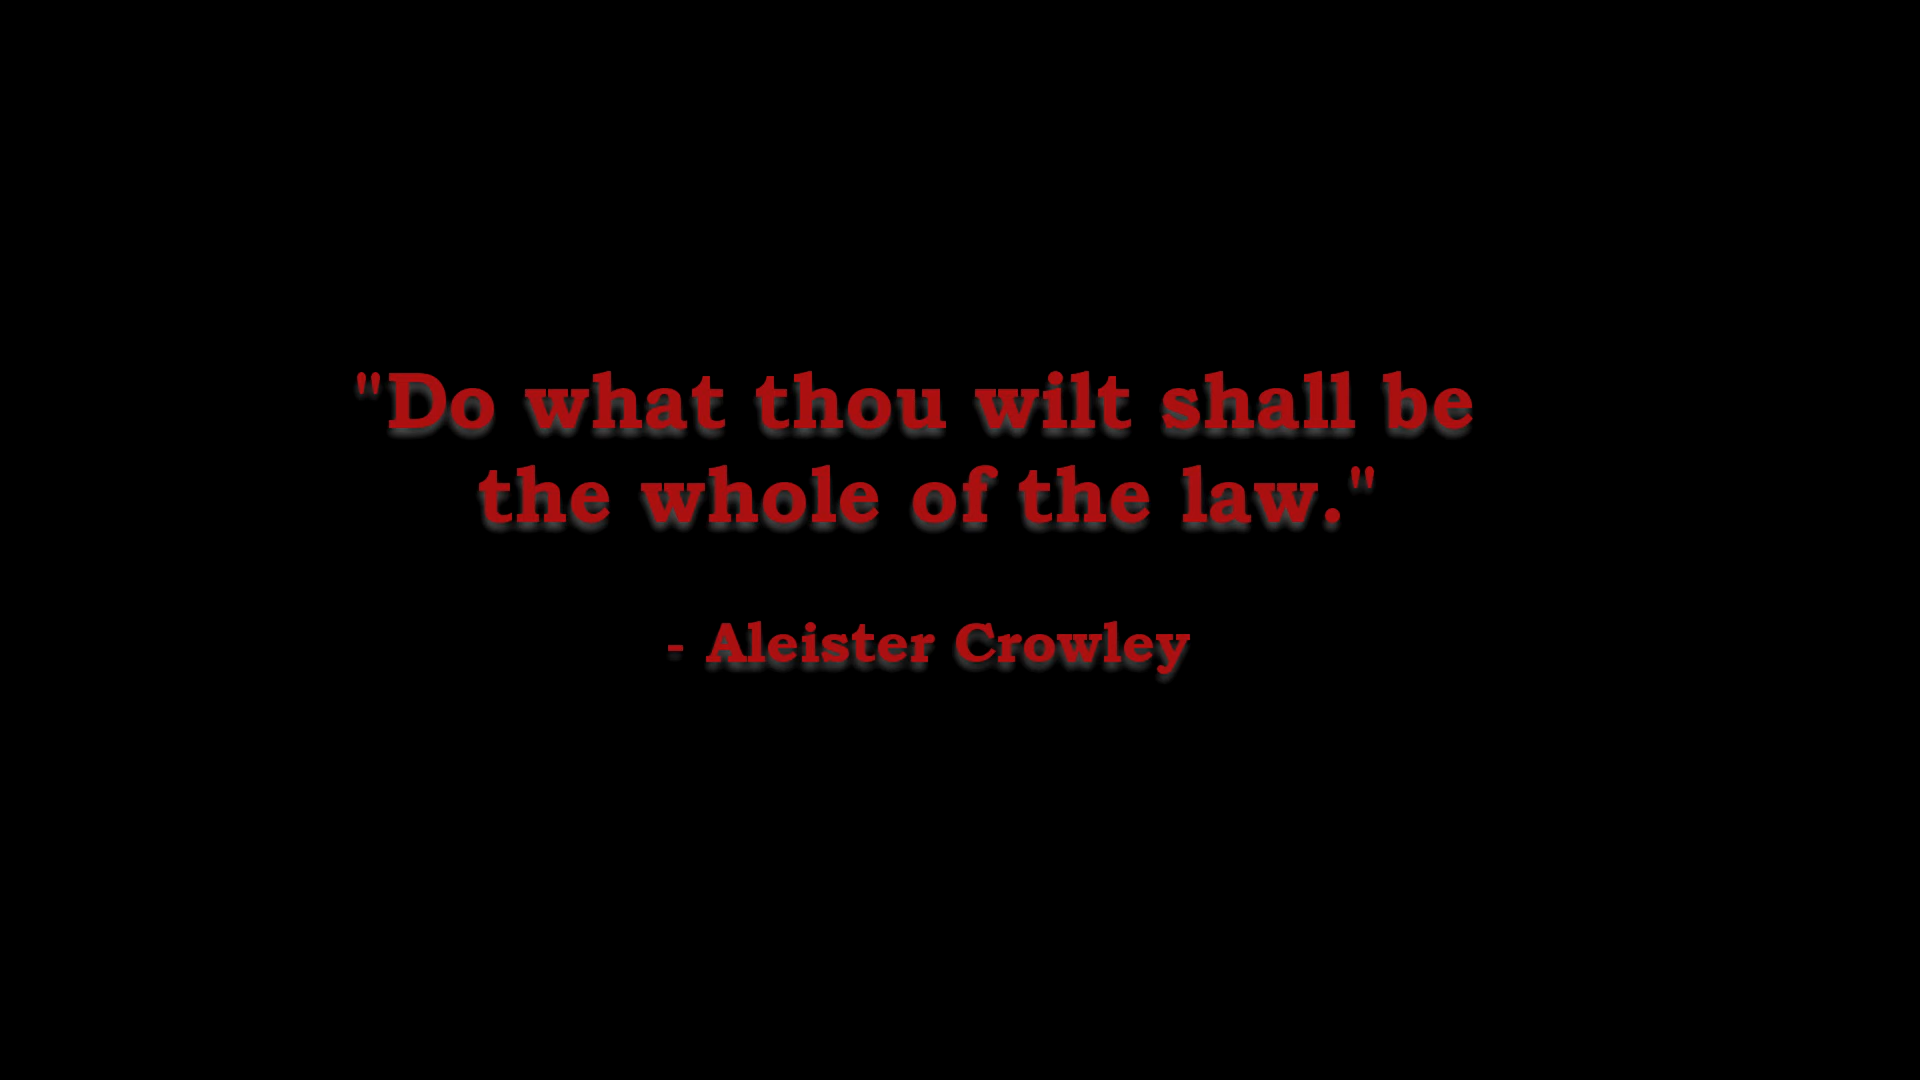 "Do what thou wilt shall be
the whole of the law."
- Aleister Crowley